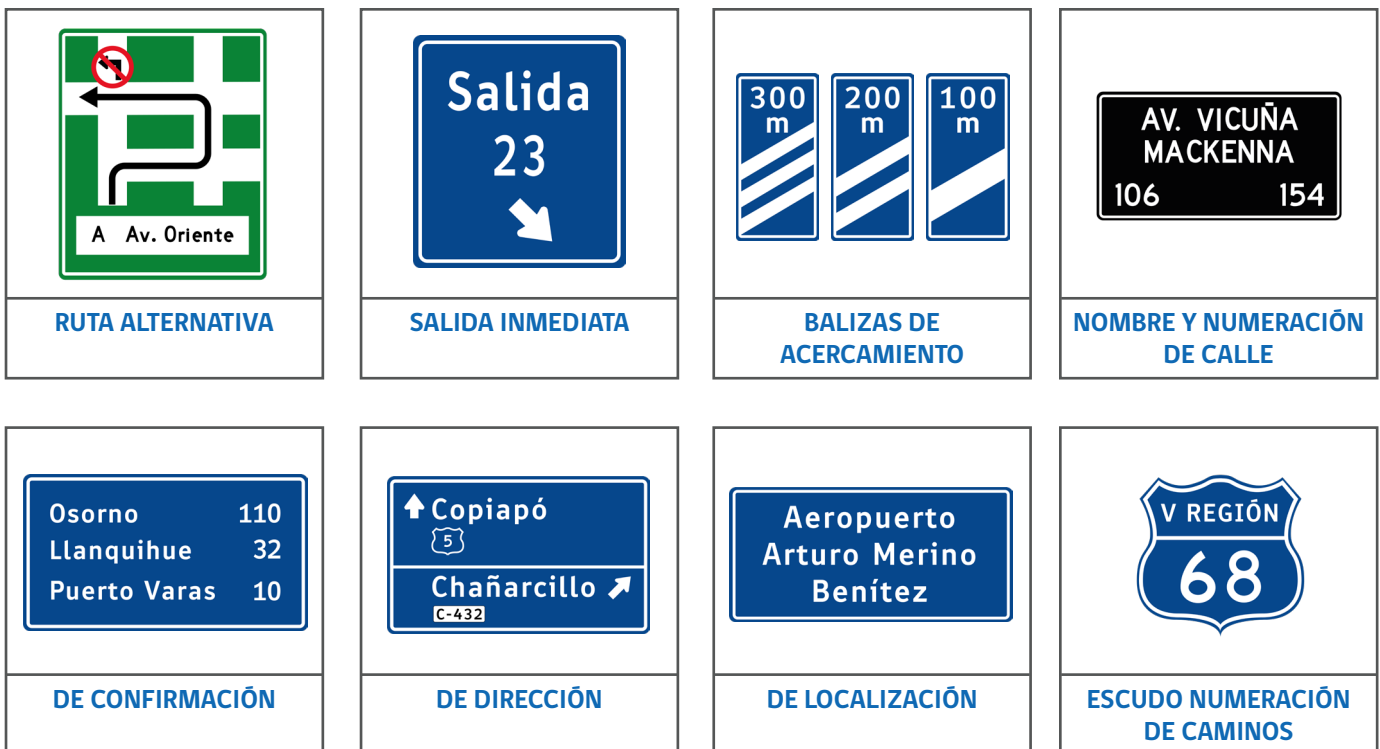 A Av. Oriente
RUTA ALTERNATIVA
Salida
23
SALIDA INMEDIATA
300
m
200
m
100
m
BALIZAS DE
ACERCAMIENTO
AV. VICUÑA
MACKENNA
106 154
NOMBRE Y NUMERACIÓN
DE CALLE
Osorno 110
Llanquihue 32
Puerto Varas 10
DE CONFIRMACIÓN
Copiapó
5
Chañarcillo
C-432
DE DIRECCIÓN
Aeropuerto
Arturo Merino
Benítez
DE LOCALIZACIÓN
V REGIÓN
68
ESCUDO NUMERACIÓN
DE CAMINOS